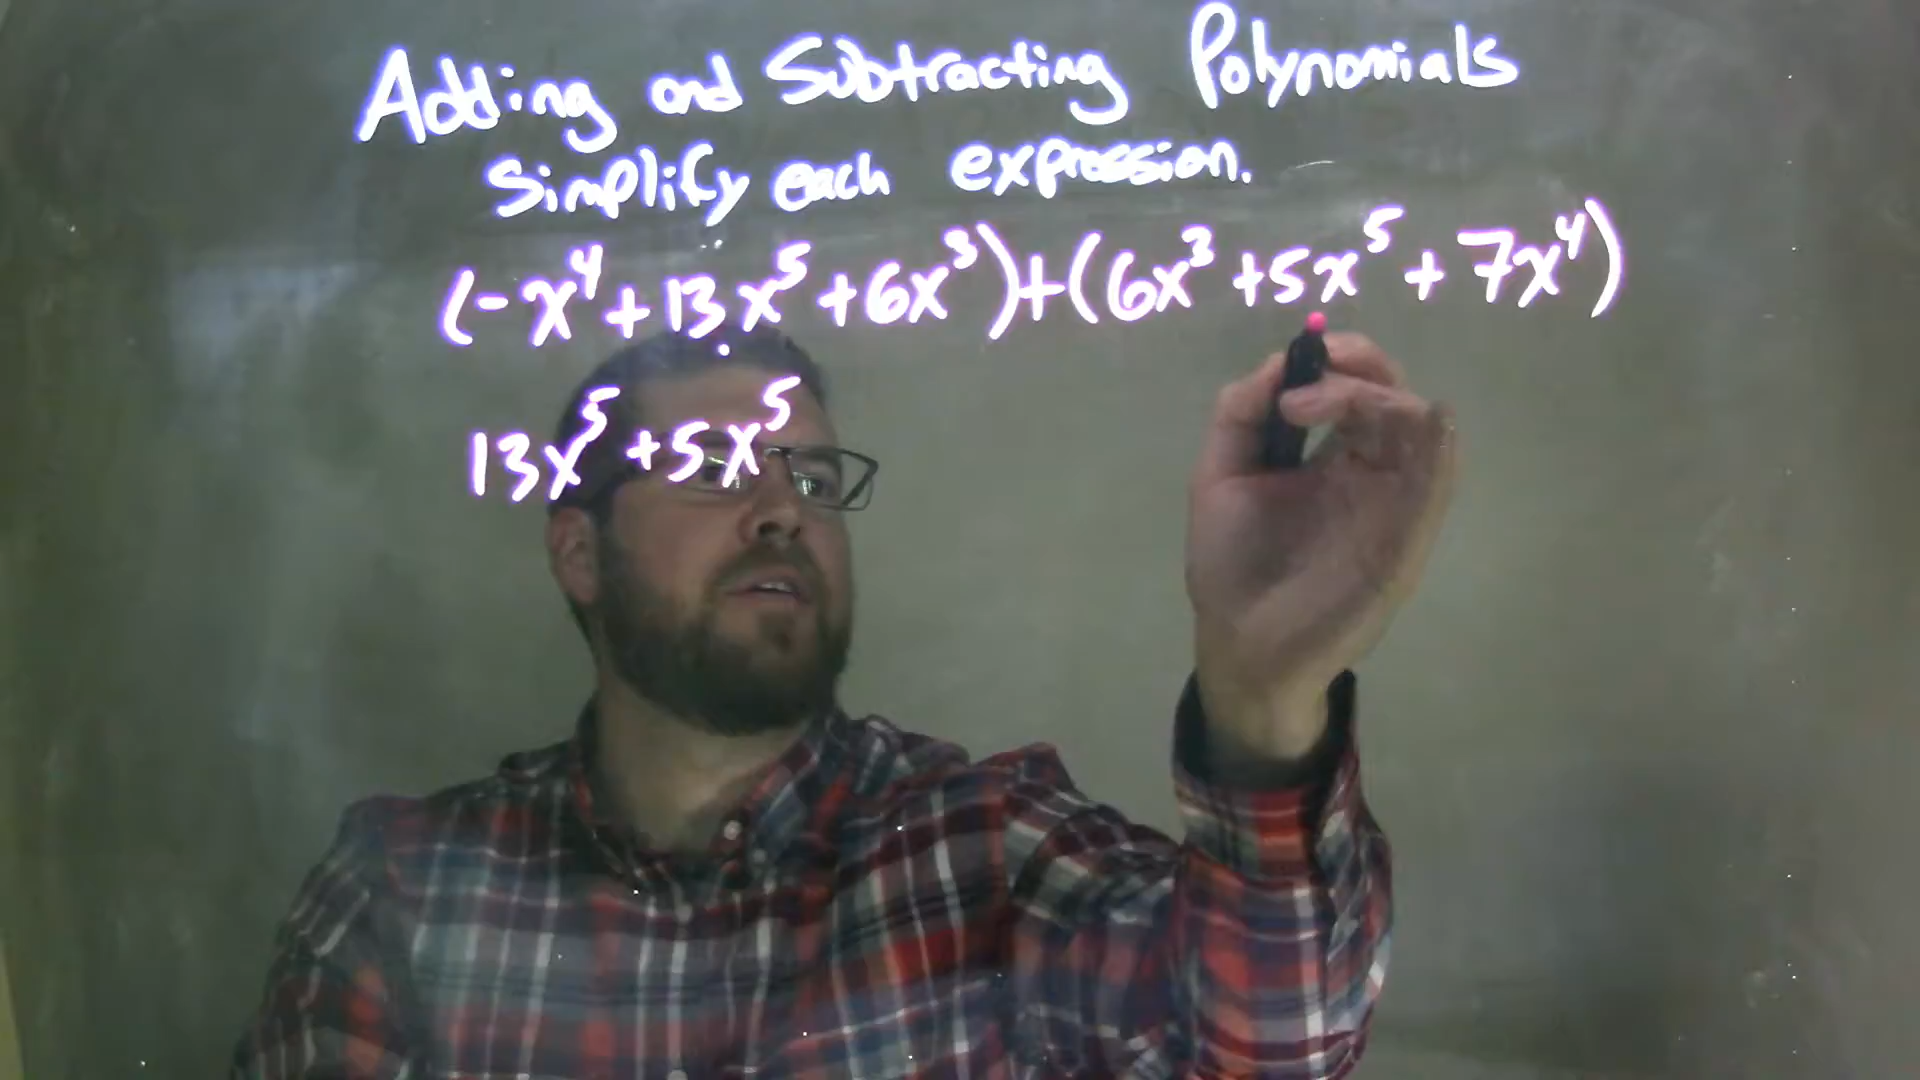 Adding and Subtracting Polynomials
Simplify each expression.
(-x⁴+13x⁵+6x³)+(6x³+5x⁵+7x⁴)
13x⁵+5x⁵